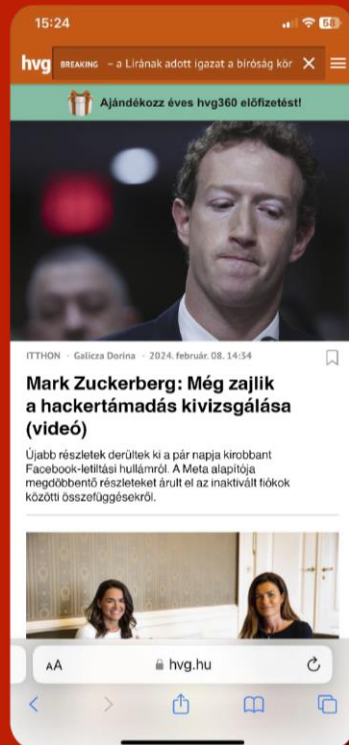 15:24
58
hvg BREAKING – a Lírának adott igazat a bíróság kör
Ajándékozz éves hvg360 előfizetést!
ITTHON · Galicza Dorina · 2024. február. 08. 14:34
Mark Zuckerberg: Még zajlik
a hackertámadás kivizsgálása
(videó)
Újabb részletek derültek ki a pár napja kirobbant
Facebook-letiltási hullámról. A Meta alapítója
megdöbbentő részleteket árult el az inaktivált fiókok
közötti összefüggésekről.
AA hvg.hu